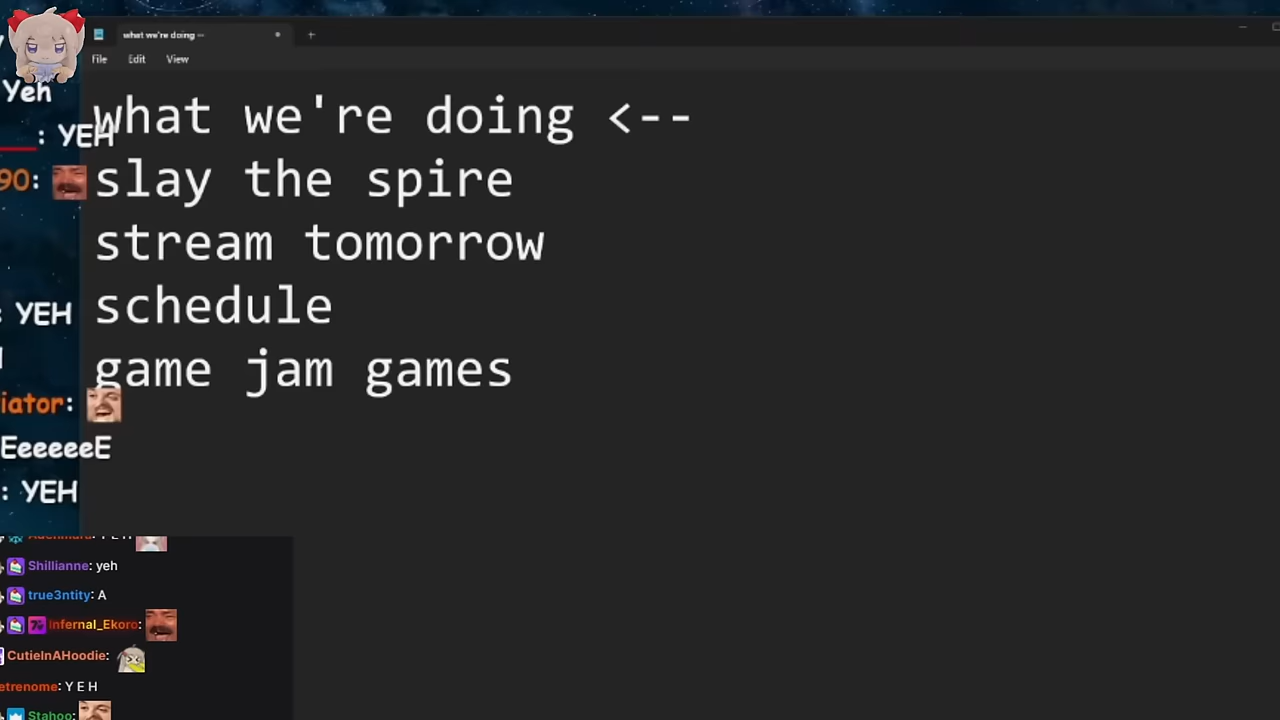 what we're doing --
File Edit View
Yeh
what we're doing <--
: YEH
90: slay the spire
stream tomorrow
: YEH
schedule
game jam games
iator:
EeeeeeE
: YEH
Shillianne: yeh
true3ntity: A
Infernal_Ekoro:
CutieInAHoodie:
etrenome: Y E H
Stahoo: